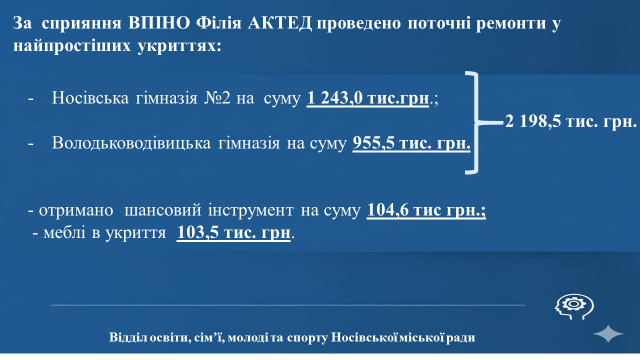 За сприяння ВПІНО Філія АКТЕД проведено поточні ремонти у
найпростіших укриттях:
- Носівська гімназія №2 на суму 1 243,0 тис.грн.;
2 198,5 тис. грн.
- Володьководівицька гімназія на суму 955,5 тис. грн.
- отримано шансовий інструмент на суму 104,6 тис грн.;
- меблі в укриття 103,5 тис. грн.
Відділ освіти, сім’ї, молоді та спорту Носівської міської ради